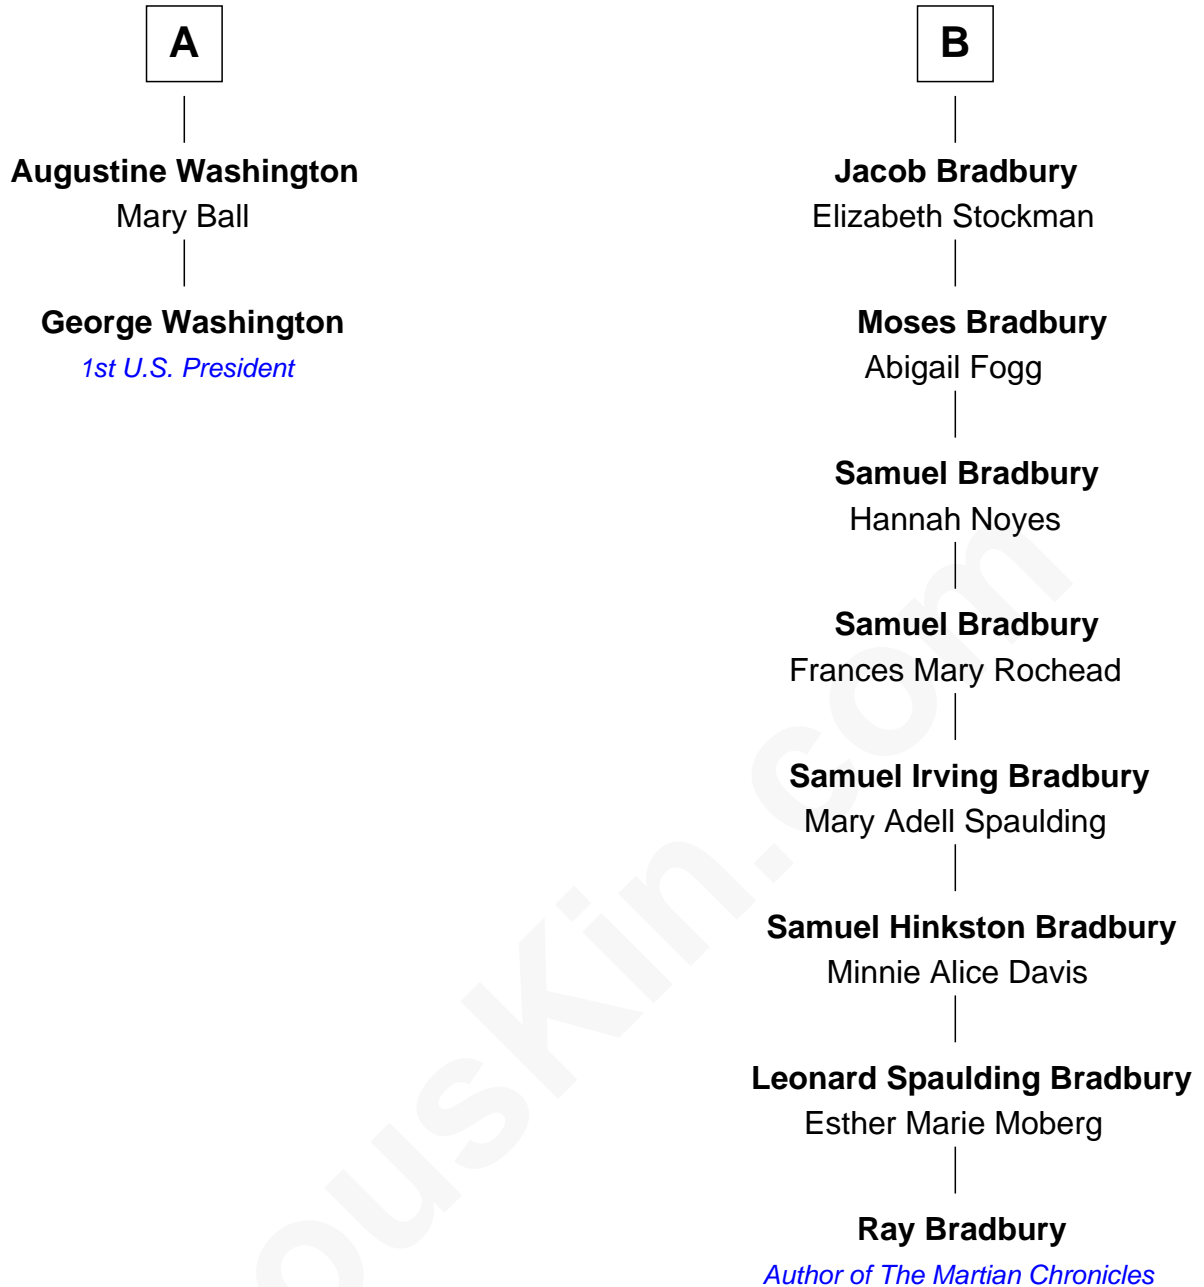 A
Augustine Washington
Mary Ball
George Washington
1st U.S. President
B
Jacob Bradbury
Elizabeth Stockman
Moses Bradbury
Abigail Fogg
Samuel Bradbury
Hannah Noyes
Samuel Bradbury
Frances Mary Rochead
Samuel Irving Bradbury
Mary Adell Spaulding
Samuel Hinkston Bradbury
Minnie Alice Davis
Leonard Spaulding Bradbury
Esther Marie Moberg
Ray Bradbury
Author of The Martian Chronicles
ousKin.com